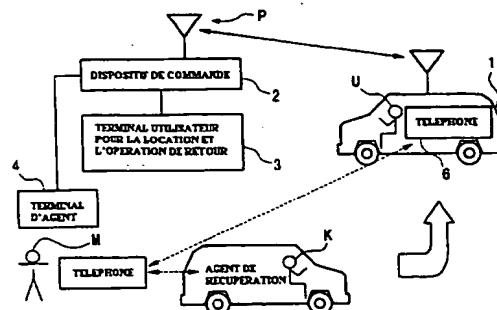 P
DISPOSITIF DE COMMANDE
2
TERMINAL UTILISATEUR
POUR LA LOCATION ET
L'OPERATION DE RETOUR
3
1
U
TELEPHONE
6
4
TERMINAL
D'AGENT
M
TELEPHONE
AGENT DE
RECUPERATION
K